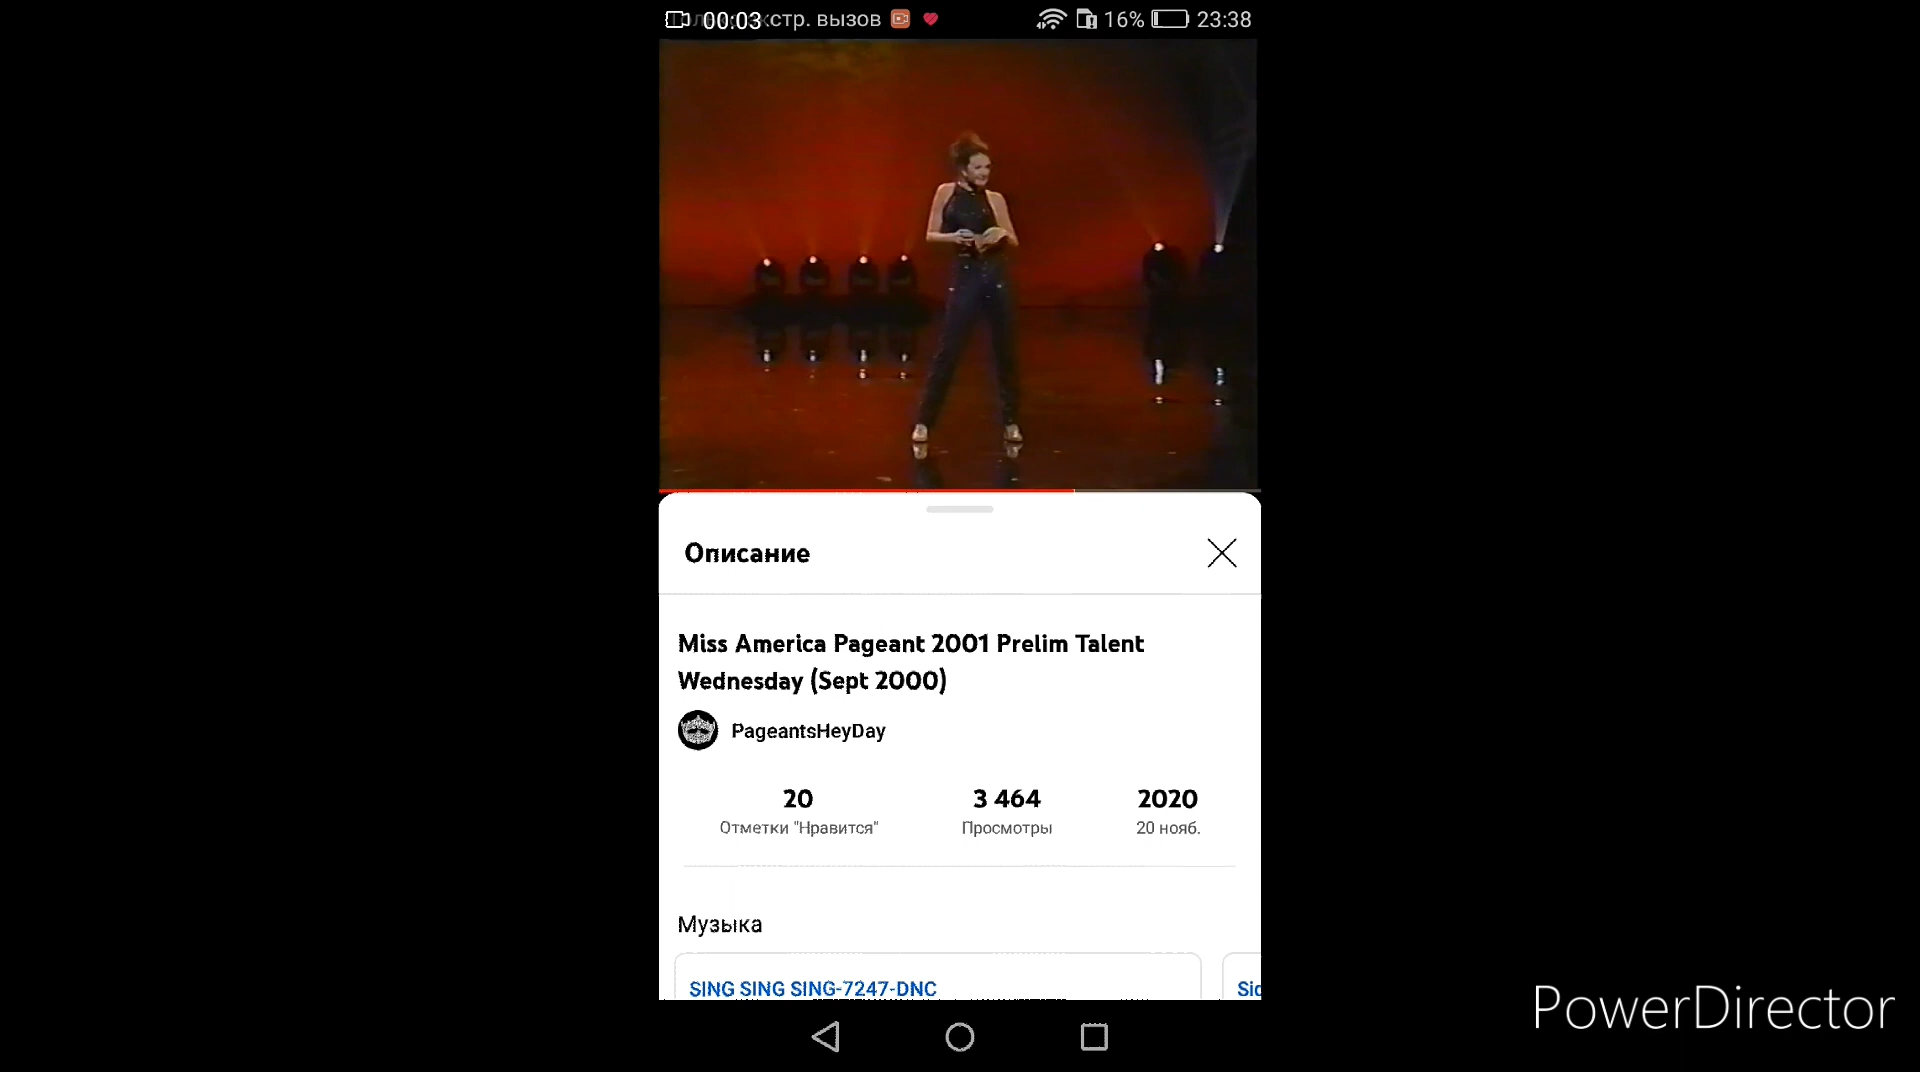 00:03 стр. вызов 16% 23:38
Описание
Miss America Pageant 2001 Prelim Talent
Wednesday (Sept 2000)
PageantsHeyDay
20 3 464 2020
Отметки "Нравится" Просмотры 20 нояб.
Музыка
SING SING SING-7247-DNC
PowerDirector